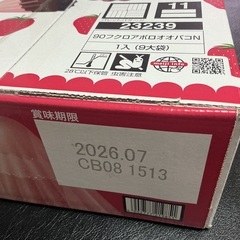 11
23239
90フクロアポロオオバコN
1入(9大袋)
28℃以下保管 虫害注意
賞味期限
2026.07
CB08 1513